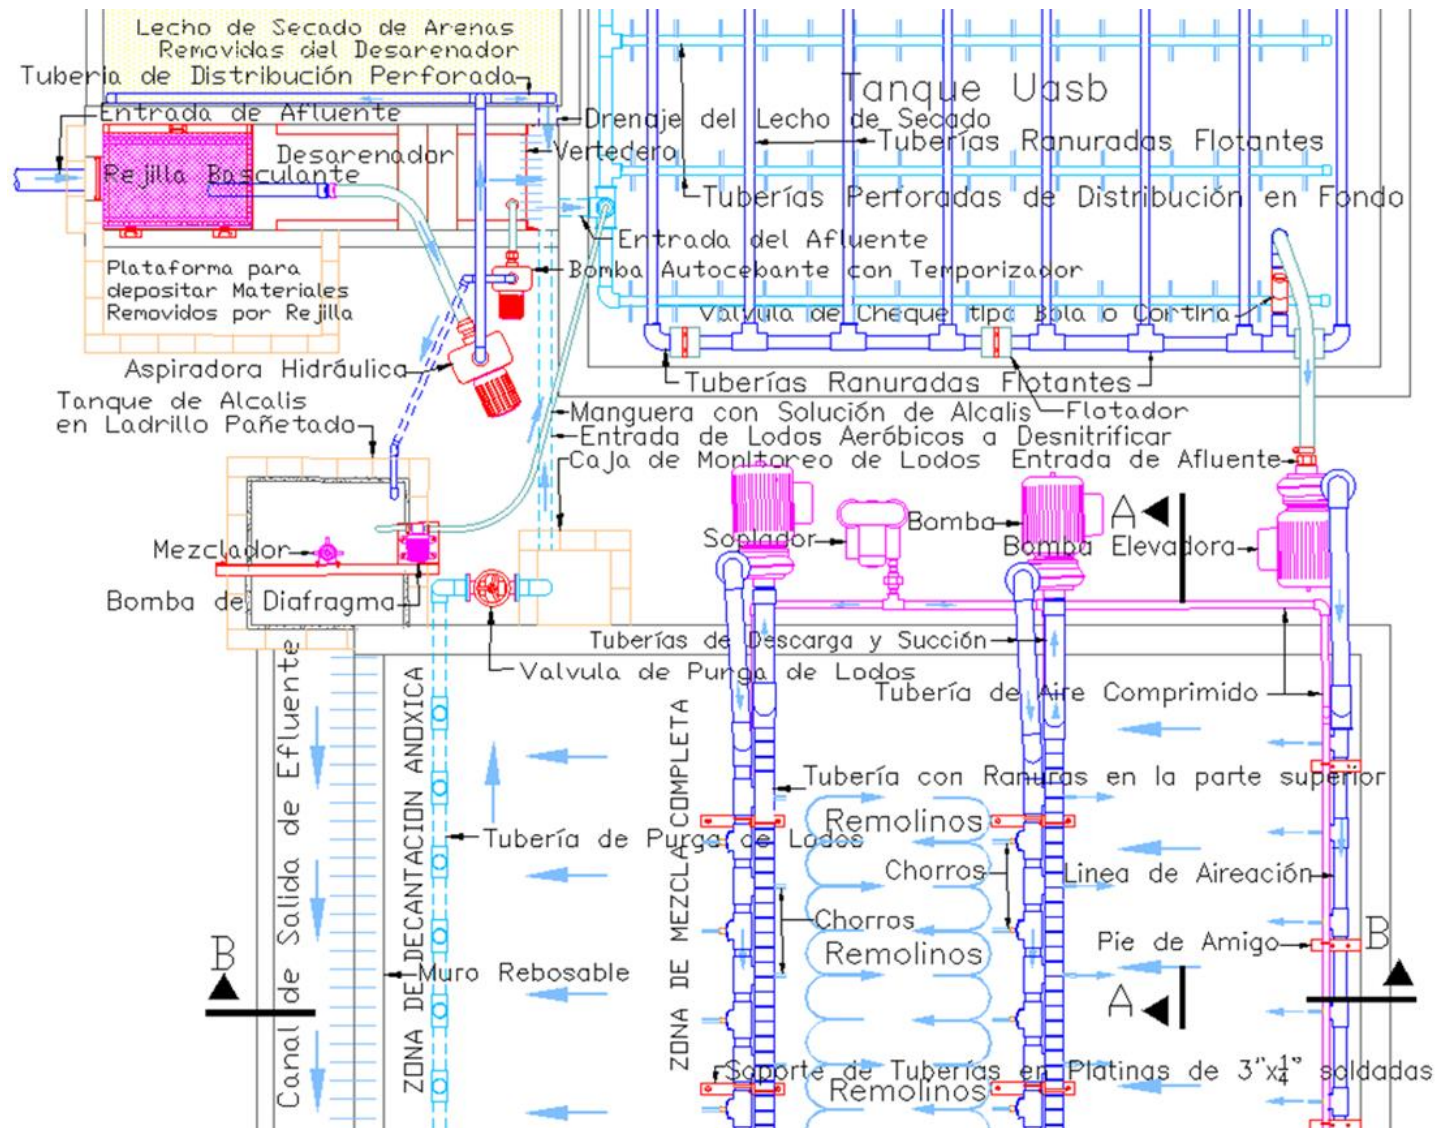 Lecho de Secado de Arenas
Removidas del Desarenador
Tuberia de Distribución Perforada
Entrada de Afluente
Tanque Uasb
Drenaje del Lecho de Secado
Vertedero
Tuberías Ranuradas Flotantes
Desarenador
Rejilla Basculante
Tuberías Perforadas de Distribución en Fondo
Entrada del Afluente
Plataforma para
depositar Materiales
Removidos por Rejilla
Bomba Autocebante con Temporizador
Valvula de Cheque tipo Bola o Cortina
Aspiradora Hidráulica
Tuberías Ranuradas Flotantes
Tanque de Alcalis
en Ladrillo Pañetada
Manguera con Solución de Alcalis
Flotador
Entrada de Lodos Aeróbicos a Desnitrificar
Caja de Monitoreo de Lodos
Entrada de Afluente
A
Bomba
Soplador
Bomba Elevadora
Mezclador
Bomba de Diafragma
Tuberías de Descarga y Succión
Valvula de Purga de Lodos
Tubería de Aire Comprimido
Canal de Salida de Efluente
ZONA DE DECANTACION ANOXICA
ZONA DE MEZCLA COMPLETA
Tubería con Ranuras en la parte superior
Remolinos
Tubería de Purga de Lodos
Chorros
Linea de Aireación
Chorros
Pie de Amigo
B
B
Remolinos
Muro Rebosable
A
Soporte de Tuberías en Platinas de 3"x1/4" soldadas
Remolinos